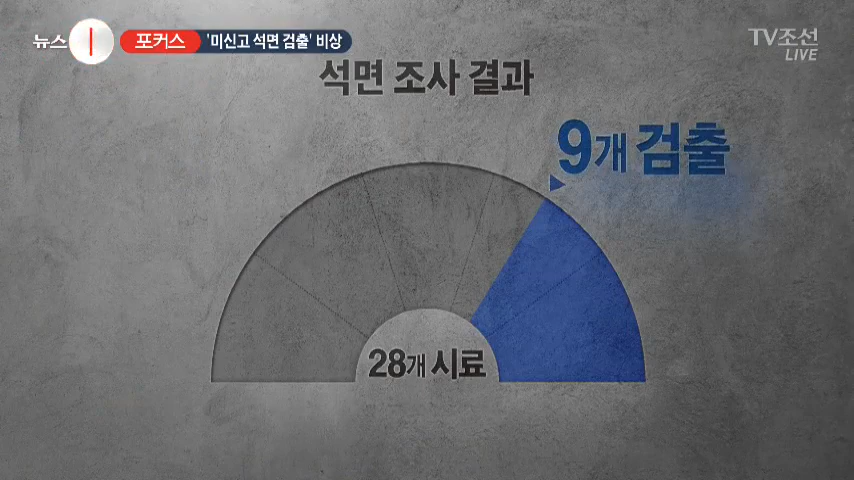 뉴스 1 포커스 '미신고 석면 검출' 비상
TV조선
LIVE
석면 조사 결과
9개 검출
28개 시료